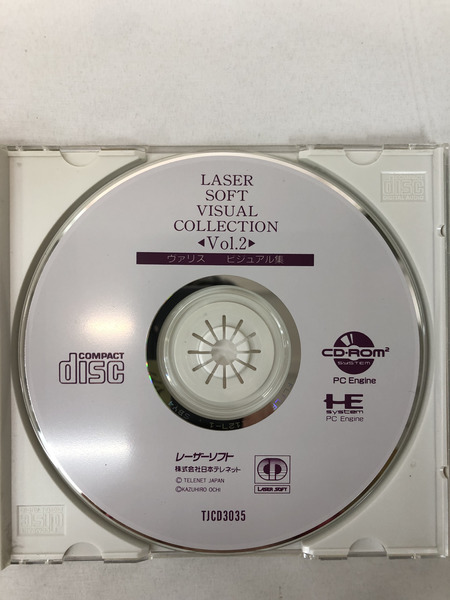 LASER
SOFT
VISUAL
COLLECTION
◀Vol.2▶
ヴァリス ビジュアル集
COMPACT
disc
CD-ROM²
SYSTEM
PC Engine
HE
system
PC Engine
レーザーソフト
株式会社日本テレネット
© TELENET JAPAN
©KAZUHIRO OCHI
LASER SOFT
TJCD3035